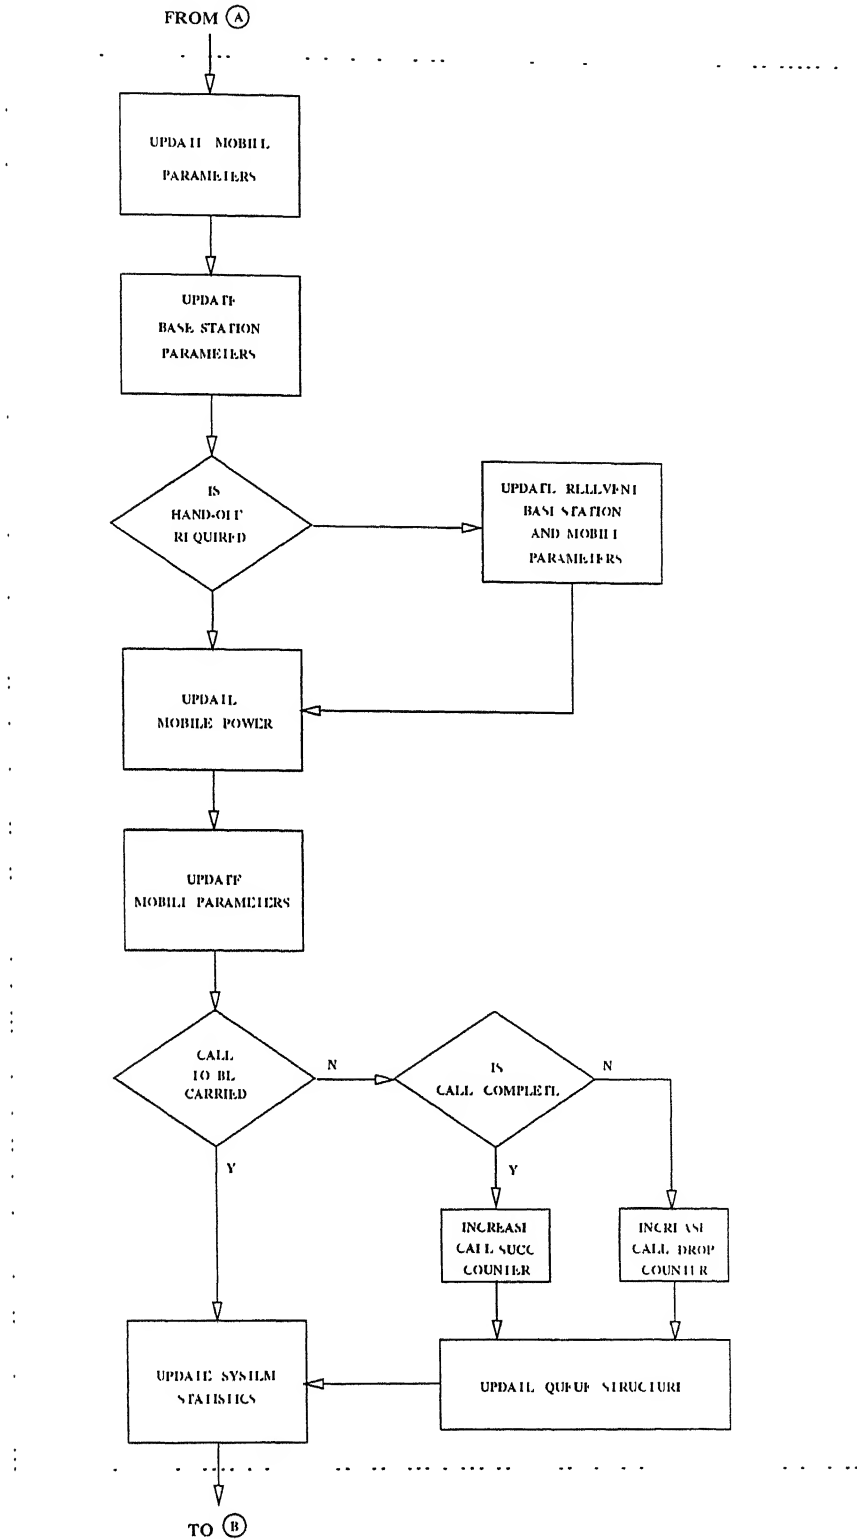 FROM A
UPDATE MOBILE
PARAMETERS
UPDATE
BASE STATION
PARAMETERS
IS
HAND-OFF
REQUIRED
UPDATE RELEVENT
BASE STATION
AND MOBILE
PARAMETERS
UPDATE
MOBILE POWER
UPDATE
MOBILE PARAMETERS
CALL
TO BE
CARRIED
N
Y
IS
CALL COMPLETE
N
Y
INCREASE
CALL SUCC
COUNTER
INCREASE
CALL DROP
COUNTER
UPDATE SYSTEM
STATISTICS
UPDATE QUEUE STRUCTURE
TO B